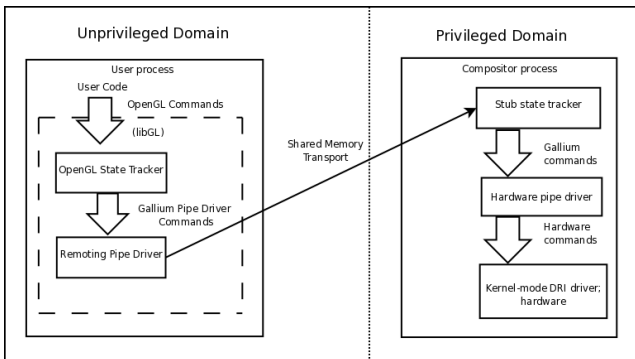 Unprivileged Domain
User process
User Code
OpenGL Commands
(libGL)
OpenGL State Tracker
Gallium Pipe Driver
Commands
Remoting Pipe Driver
Shared Memory
Transport
Privileged Domain
Compositor process
Stub state tracker
Gallium
commands
Hardware pipe driver
Hardware
commands
Kernel-mode DRI driver;
hardware